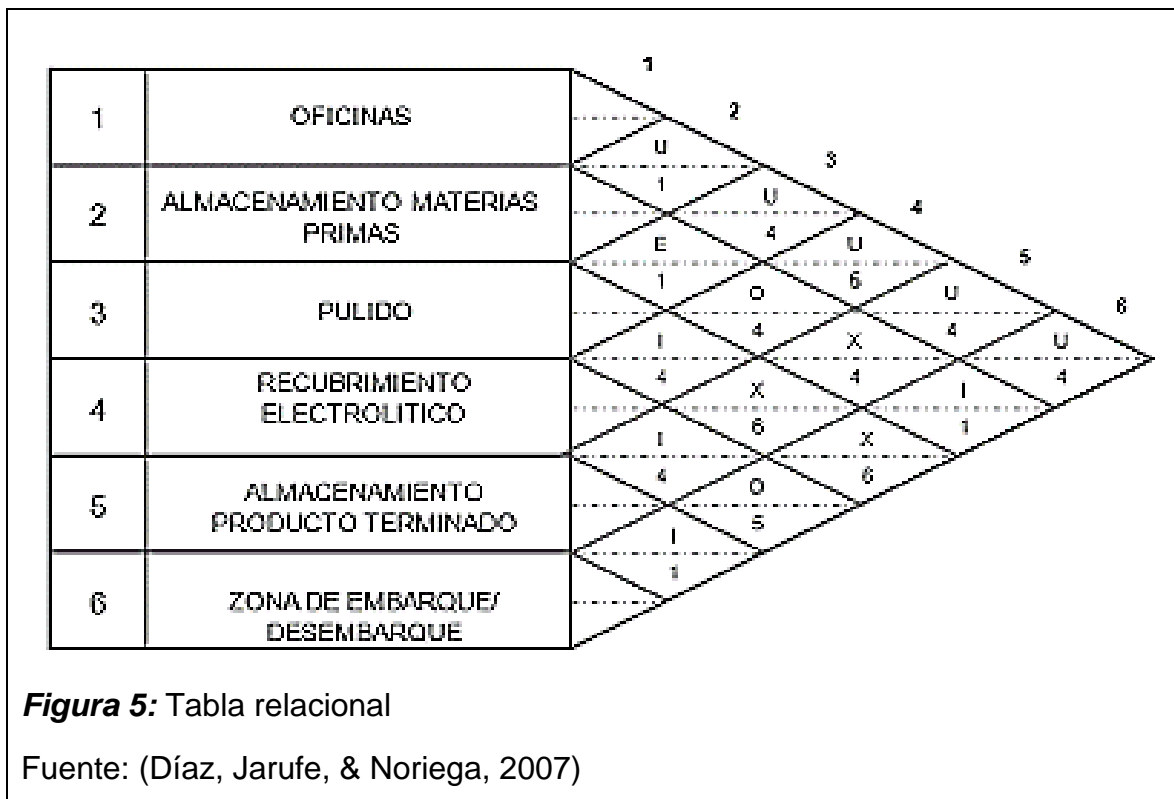 1
1 OFICINAS
2
U
3
1
2 ALMACENAMIENTO MATERIAS
PRIMAS
U
4
4
E
U
5
1
6
3 PULIDO
O
U
6
4
4
I
X
U
4
4
4
4 RECUBRIMIENTO
ELECTROLITICO
X
I
6
1
I
X
4
6
5 ALMACENAMIENTO
PRODUCTO TERMINADO
O
5
I
1
6 ZONA DE EMBARQUE/
DESEMBARQUE
Figura 5: Tabla relacional
Fuente: (Díaz, Jarufe, & Noriega, 2007)